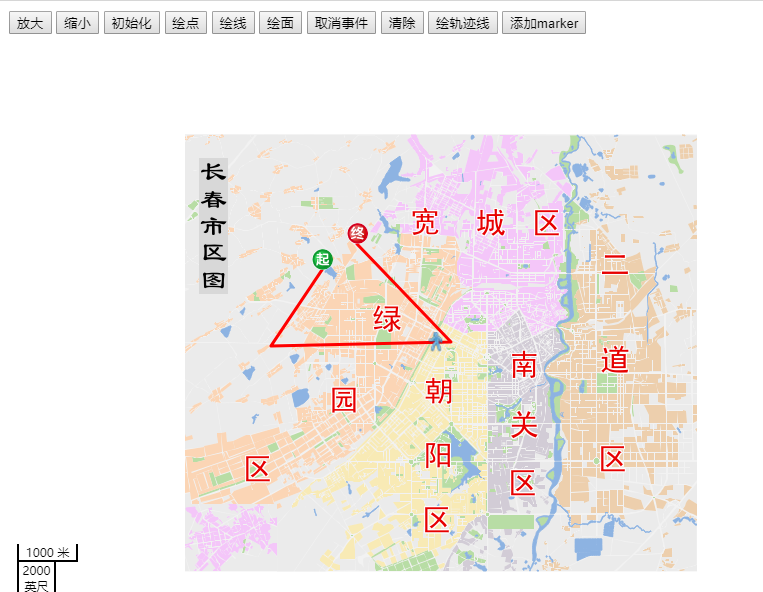 放大 缩小 初始化 绘点 绘线 绘面 取消事件 清除 绘轨迹线 添加marker
长春市区图
宽城区
二道区
终
起
绿园区
朝阳区
南关区
1000 米
2000
英尺